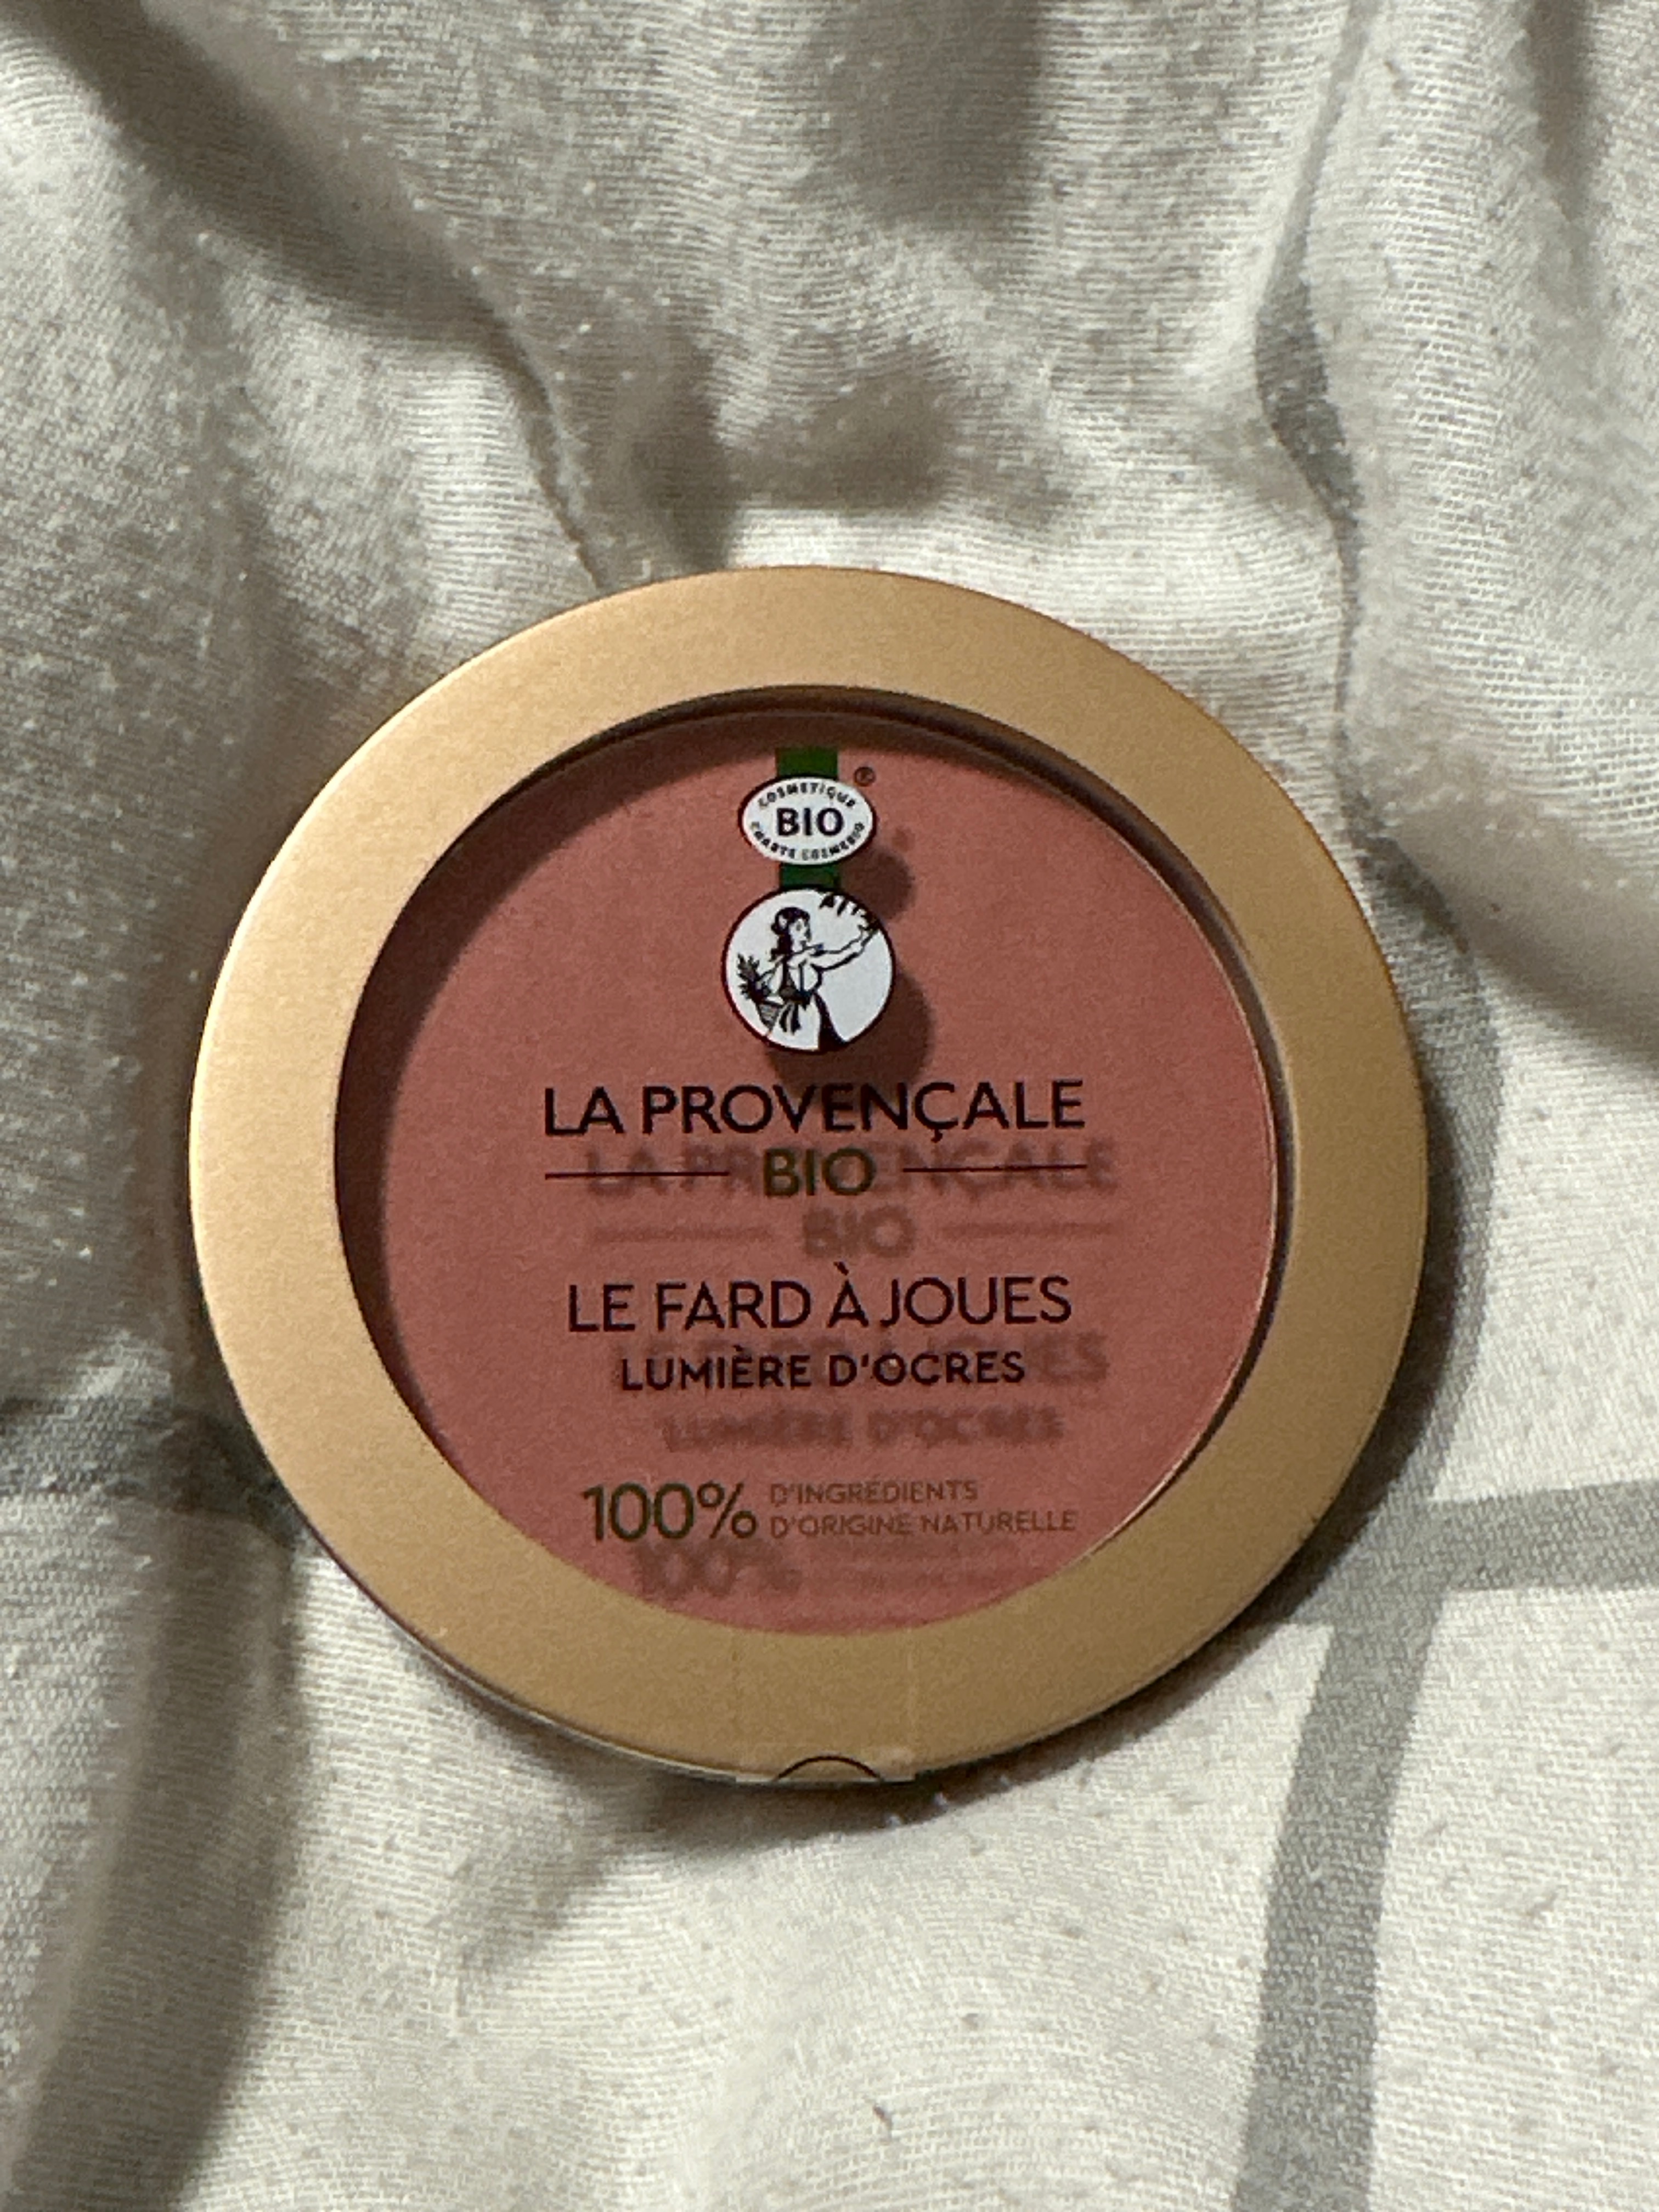 ®
COSMETIQUE
BIO
CHARTE COSMEBIO
LA PROVENÇALE
BIO
LE FARD À JOUES
LUMIÈRE D'OCRES
100% D'INGRÉDIENTS
D'ORIGINE NATURELLE